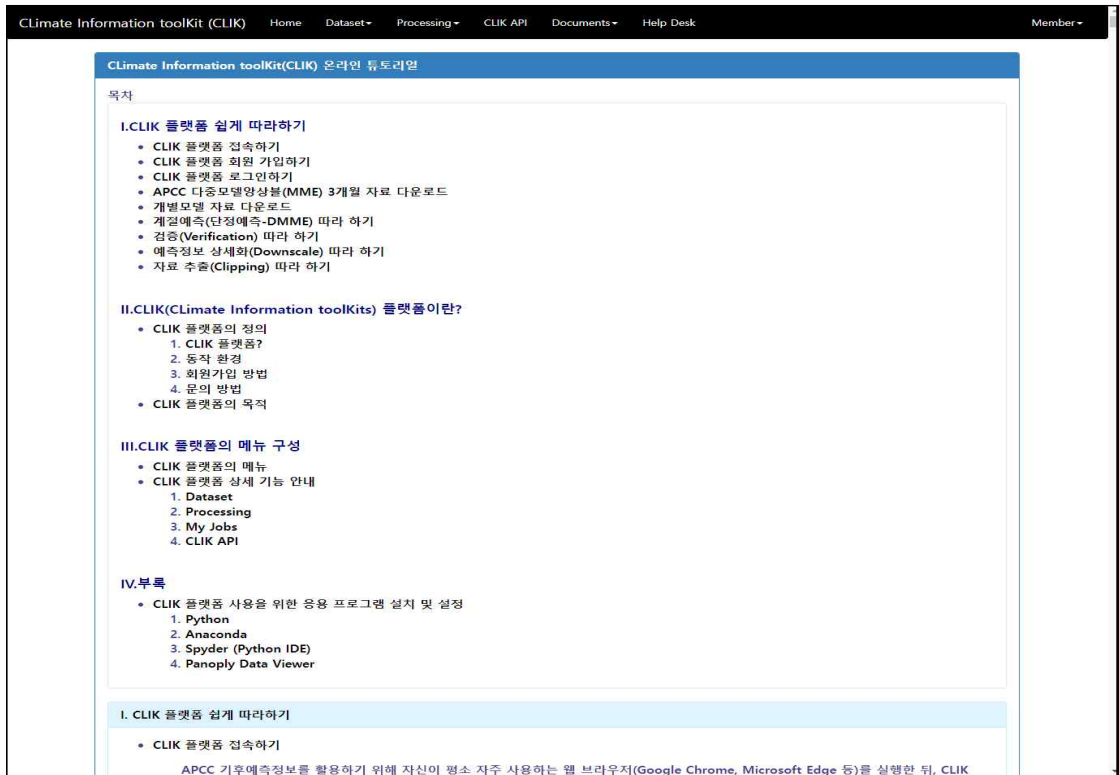 CLimate Information toolKit (CLIK) Home Dataset Processing CLIK API Documents Help Desk Member
CLimate Information toolKit(CLIK) 온라인 튜토리얼
목차
I.CLIK 플랫폼 쉽게 따라하기
• CLIK 플랫폼 접속하기
• CLIK 플랫폼 회원 가입하기
• CLIK 플랫폼 로그인하기
• APCC 다중모델앙상블(MME) 3개월 자료 다운로드
• 개별모델 자료 다운로드
• 계절예측(단정예측-DMME) 따라 하기
• 검증(Verification) 따라 하기
• 예측정보 상세화(Downscale) 따라 하기
• 자료 추출(Clipping) 따라 하기
II.CLIK(CLimate Information toolKits) 플랫폼이란?
• CLIK 플랫폼의 정의
1. CLIK 플랫폼?
2. 동작 환경
3. 회원가입 방법
4. 문의 방법
• CLIK 플랫폼의 목적
III.CLIK 플랫폼의 메뉴 구성
• CLIK 플랫폼의 메뉴
• CLIK 플랫폼 상세 기능 안내
1. Dataset
2. Processing
3. My Jobs
4. CLIK API
IV.부록
• CLIK 플랫폼 사용을 위한 응용 프로그램 설치 및 설정
1. Python
2. Anaconda
3. Spyder (Python IDE)
4. Panoply Data Viewer
I. CLIK 플랫폼 쉽게 따라하기
• CLIK 플랫폼 접속하기
APCC 기후예측정보를 활용하기 위해 자신이 평소 자주 사용하는 웹 브라우저(Google Chrome, Microsoft Edge 등)를 실행한 뒤, CLIK